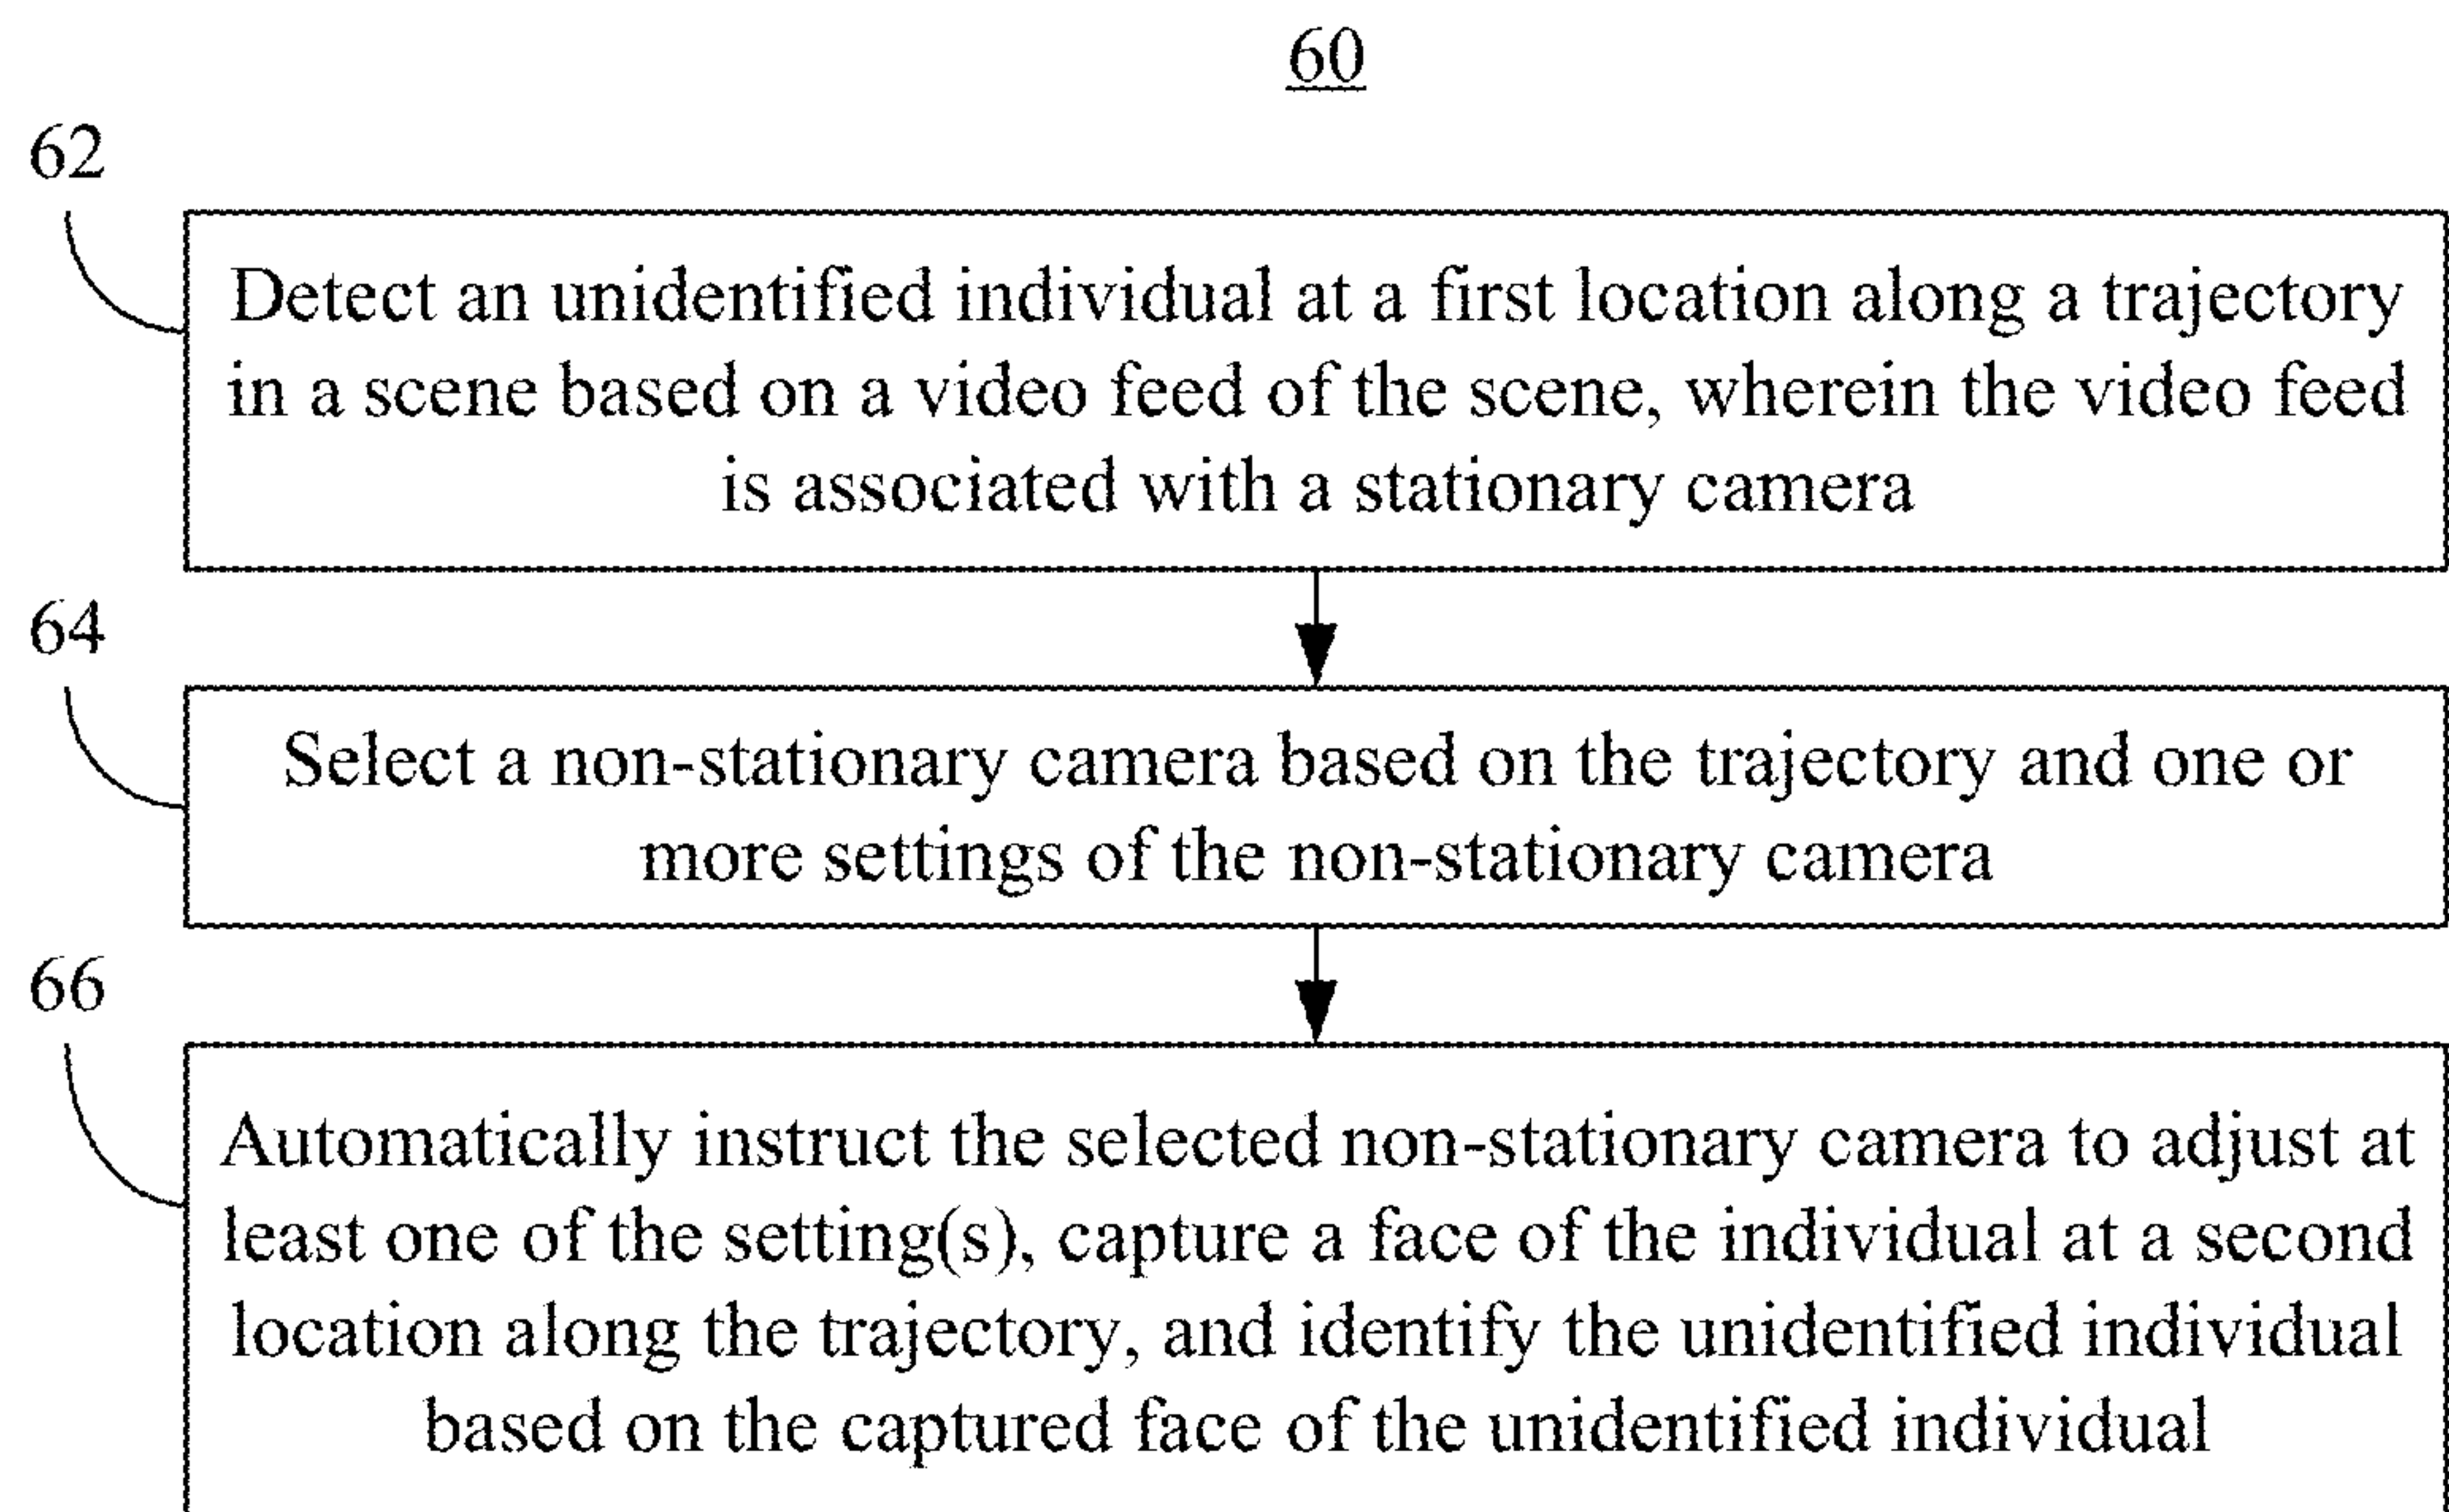 60
62
Detect an unidentified individual at a first location along a trajectory
in a scene based on a video feed of the scene, wherein the video feed
is associated with a stationary camera
64
Select a non-stationary camera based on the trajectory and one or
more settings of the non-stationary camera
66
Automatically instruct the selected non-stationary camera to adjust at
least one of the setting(s), capture a face of the individual at a second
location along the trajectory, and identify the unidentified individual
based on the captured face of the unidentified individual